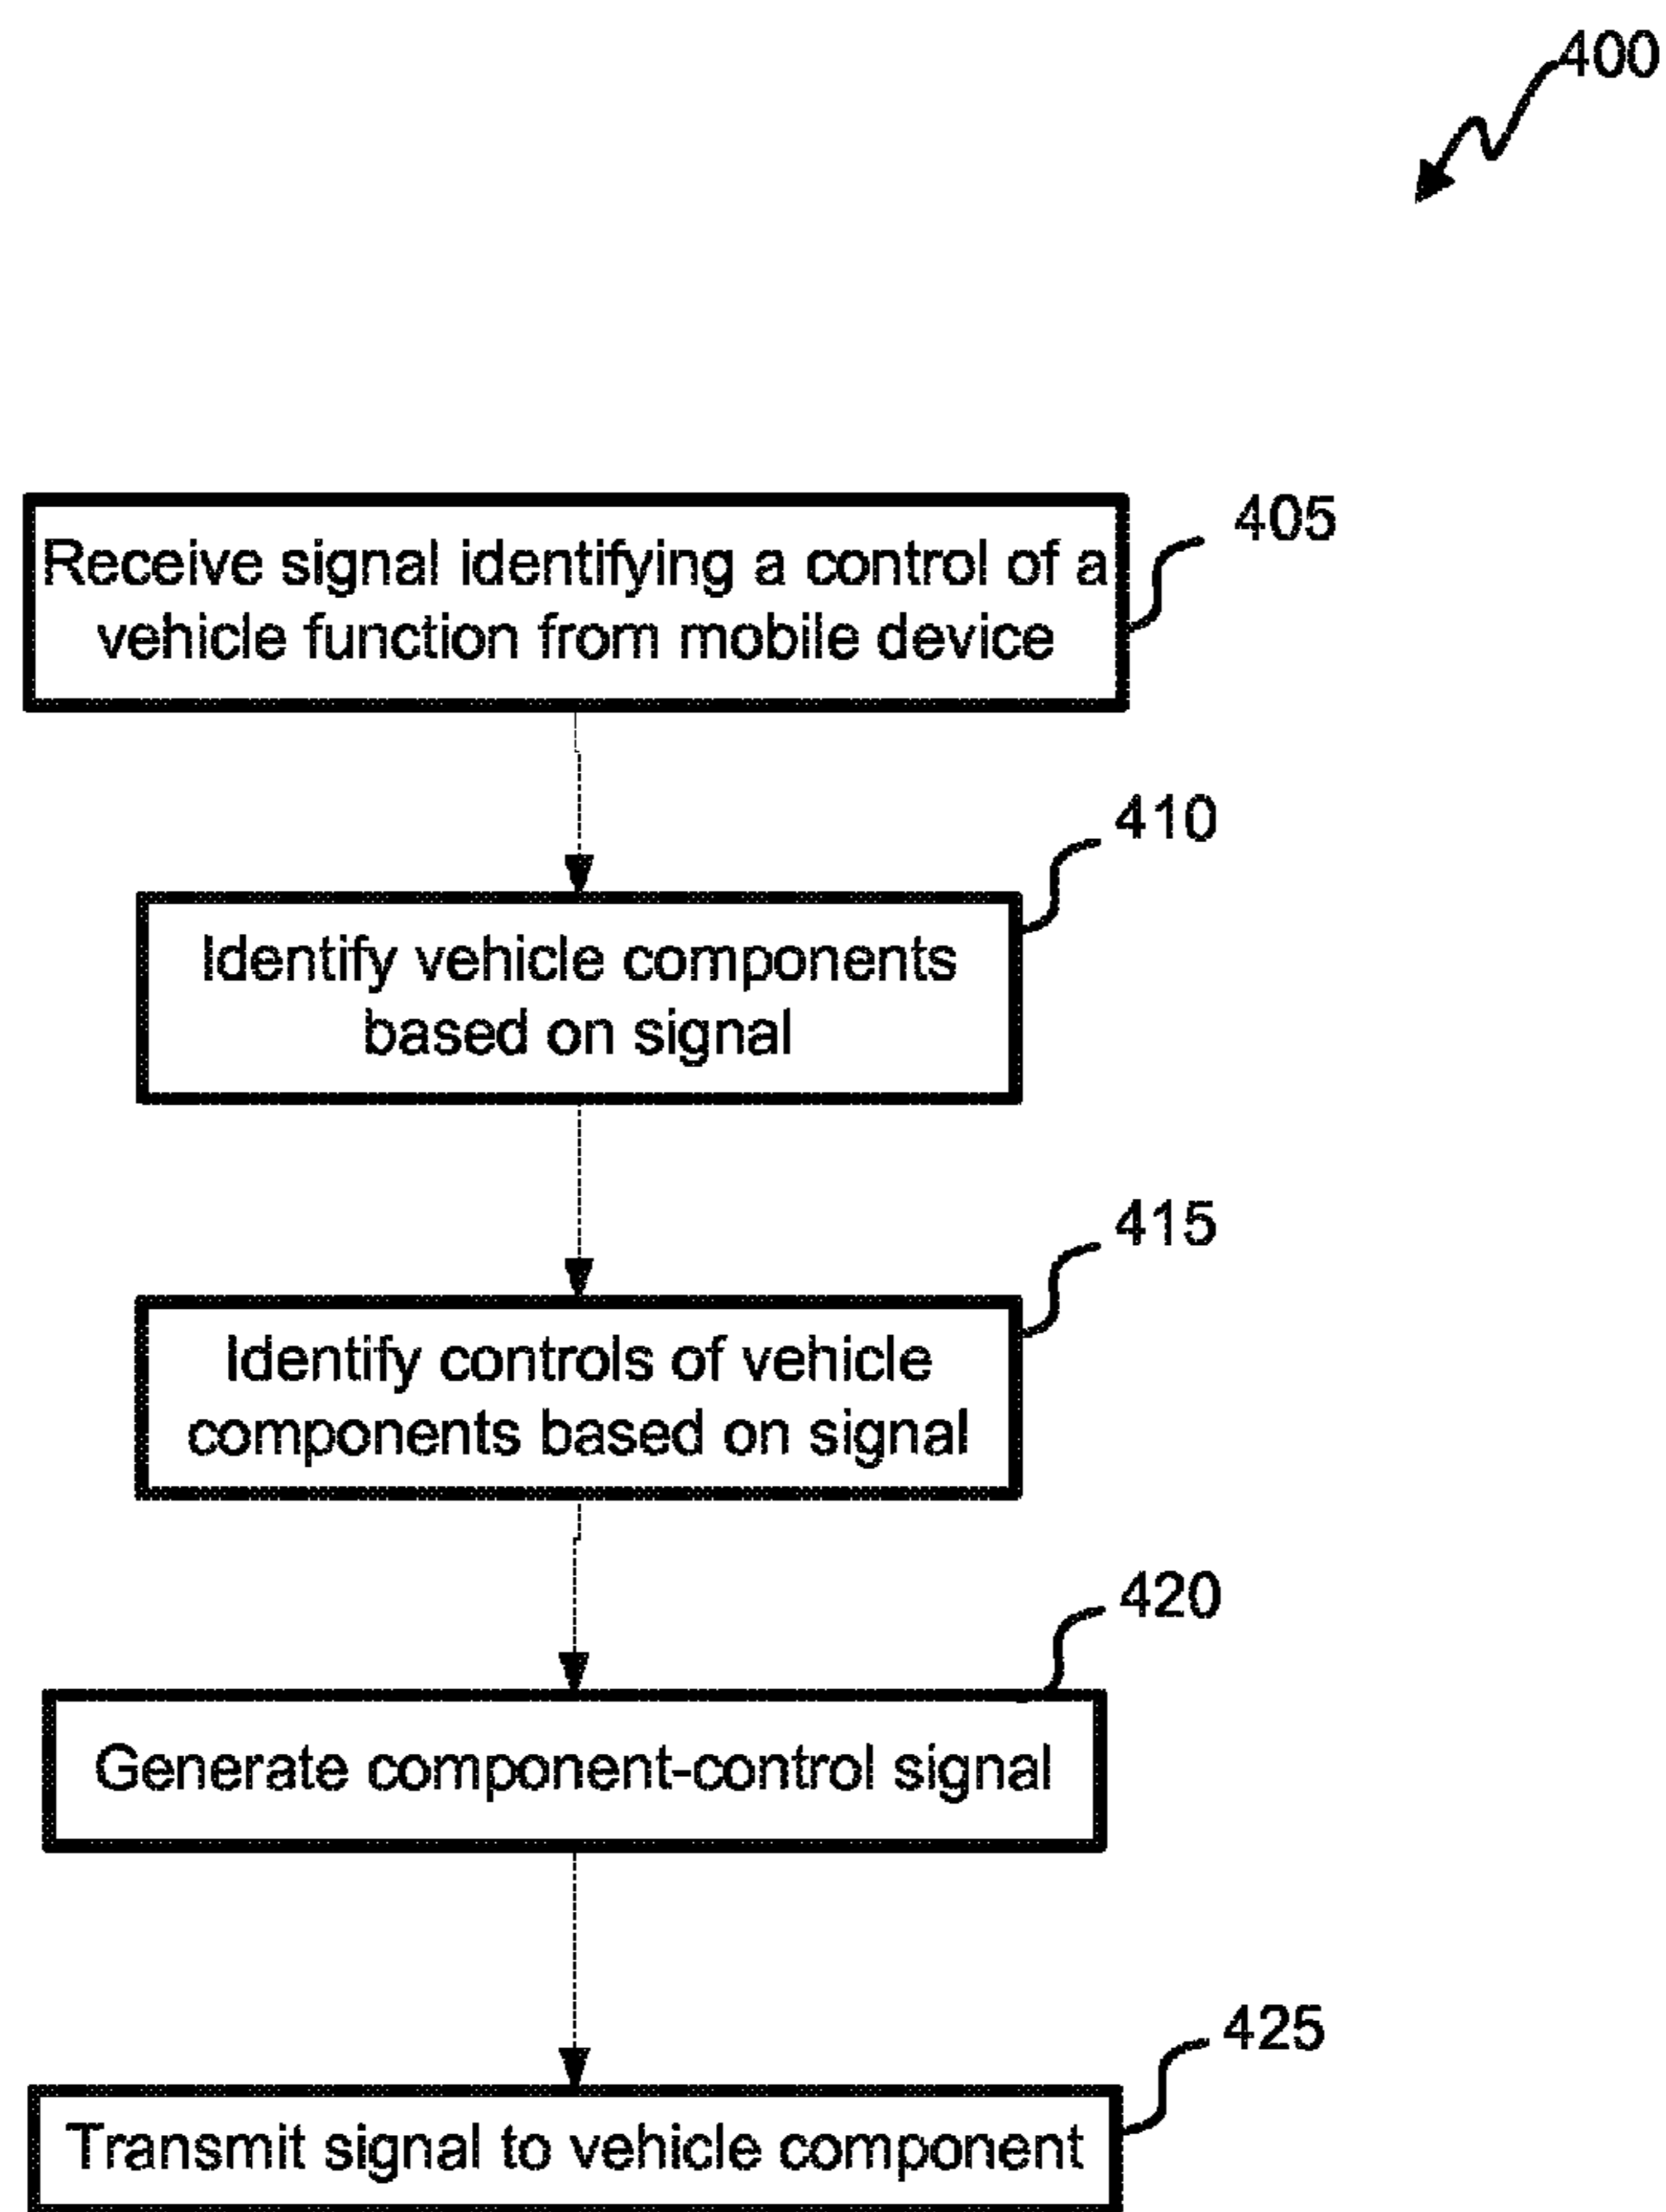 400
Receive signal identifying a control of a
vehicle function from mobile device
405
410
Identify vehicle components
based on signal
415
Identify controls of vehicle
components based on signal
420
Generate component-control signal
425
Transmit signal to vehicle component